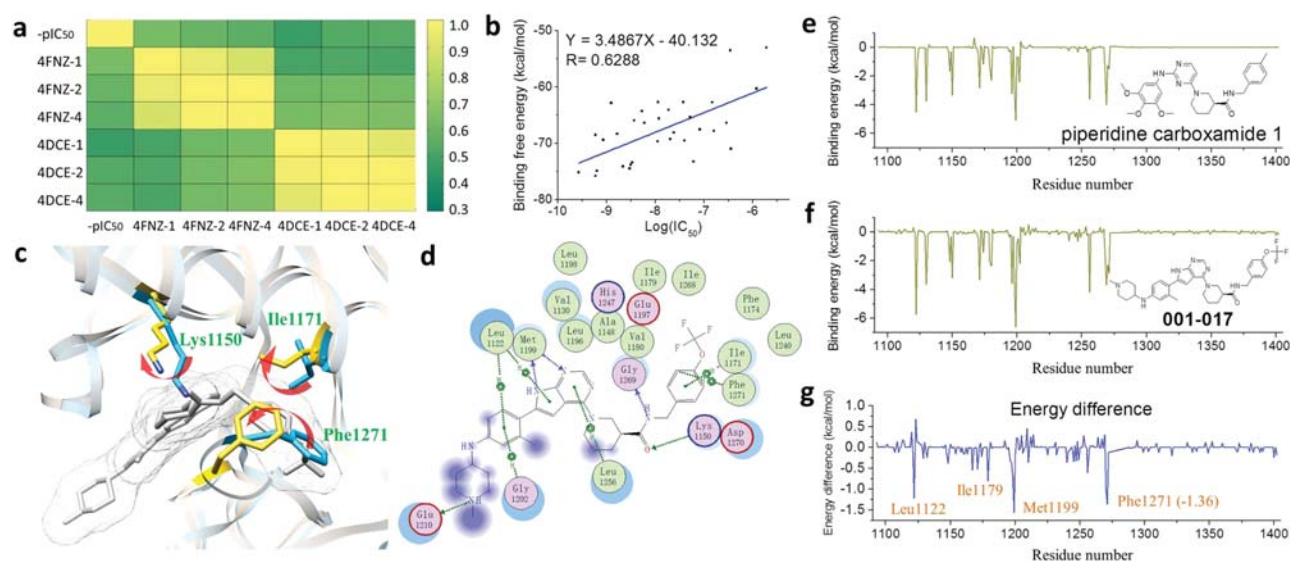 a
-pIC50
4FNZ-1
4FNZ-2
4FNZ-4
4DCE-1
4DCE-2
4DCE-4
-pIC50 4FNZ-1 4FNZ-2 4FNZ-4 4DCE-1 4DCE-2 4DCE-4
1.0
0.9
0.8
0.7
0.6
0.5
0.4
0.3
b
Y = 3.4867X - 40.132
R= 0.6288
Binding free energy (kcal/mol)
-50
-60
-70
-80
-10 -9 -8 -7 -6 -5
Log(IC50)
c
Lys1150
Ile1171
Phe1271
d
Leu
1198
Val
1130
His
1247
Ile
1179
Ile
1268
Glu
1197
Phe
1174
Leu
1122
Met
1199
Leu
1196
Ala
1148
Val
1180
Leu
1240
Gly
1269
Ile
1171
Phe
1271
Lys
1150
Asp
1270
Leu
1256
Gly
1202
Glu
1210
F
F
F
O
HN
N
N
N
NH
O
HN
NH
e
Binding energy (kcal/mol)
0
-2
-4
-6
1100 1150 1200 1250 1300 1350 1400
Residue number
piperidine carboxamide 1
f
Binding energy (kcal/mol)
0
-2
-4
-6
1100 1150 1200 1250 1300 1350 1400
Residue number
001-017
g
Energy difference
Energy difference (kcal/mol)
1.0
0.5
0.0
-0.5
-1.0
-1.5
Leu1122
Ile1179
Met1199
Phe1271 (-1.36)
1100 1150 1200 1250 1300 1350 1400
Residue number